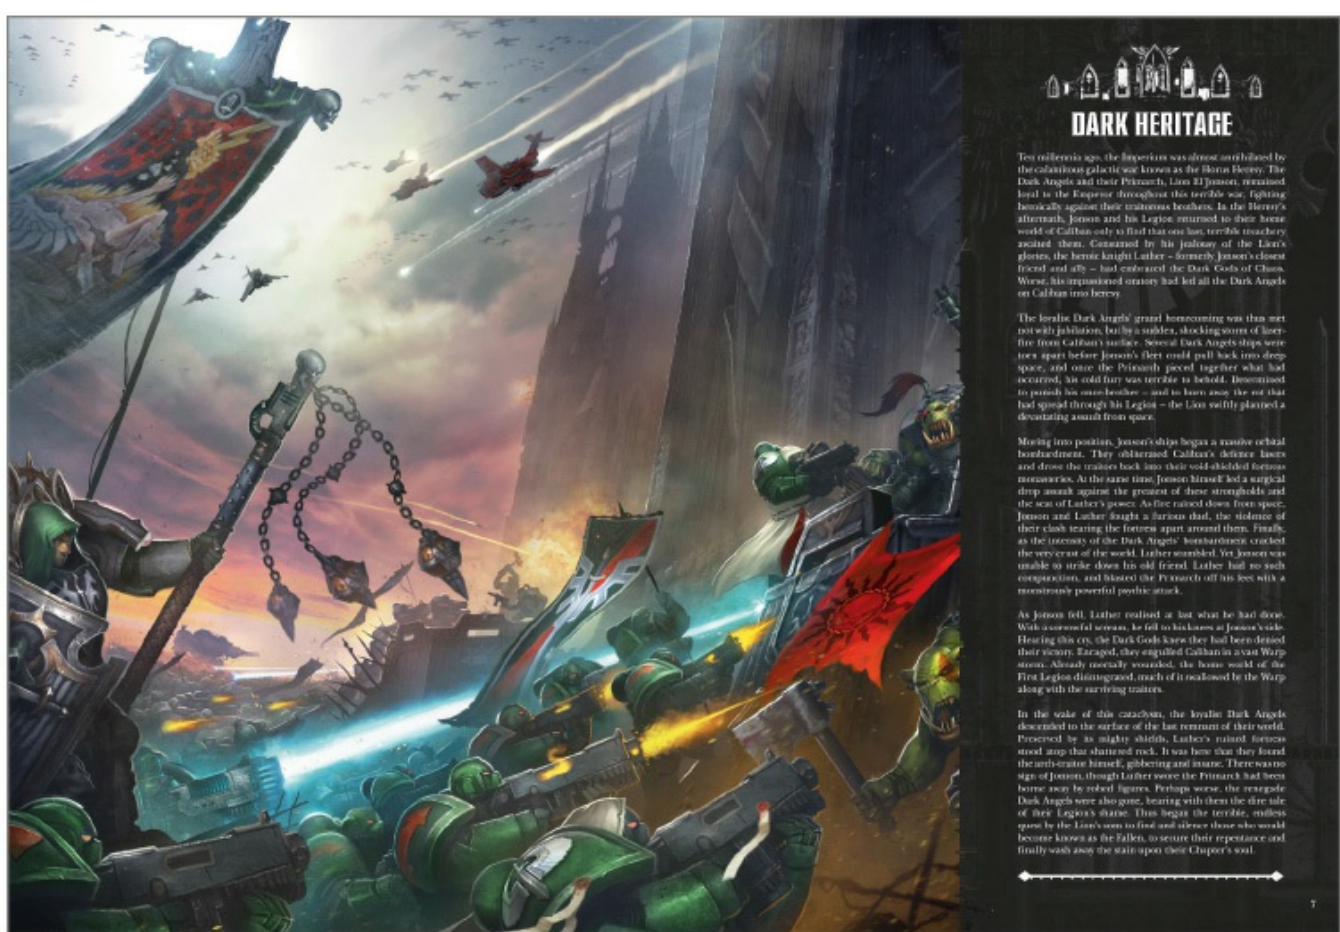 DARK HERITAGE
Ten millennia ago, the Imperium was almost annihilated by
the calamitous galactic war known as the Horus Heresy. The
Dark Angels and their Primarch, Lion El'Jonson, remained
loyal to the Emperor throughout this terrible war, fighting
heroically against their traitorous brothers. In the Heresy's
aftermath, Jonson and his Legion returned to their home
world of Caliban only to find that one last, terrible treachery
awaited them. Consumed by his jealousy of the Lion's
glories, the heroic knight Luther – formerly Jonson's closest
friend and ally – had embraced the Dark Gods of Chaos.
Worse, his impassioned oratory had led all the Dark Angels
on Caliban into heresy.
The loyalist Dark Angels' grand homecoming was thus met
not with jubilation, but by a sudden, shocking storm of laser-
fire from Caliban's surface. Several Dark Angels ships were
torn apart before Jonson's fleet could pull back into deep
space, and once the Primarch pieced together what had
occurred, his cold fury was terrible to behold. Determined
to punish his once-brother – and to burn away the rot that
had spread through his Legion – the Lion swiftly planned a
devastating assault from space.
Moving into position, Jonson's ships began a massive orbital
bombardment. They obliterated Caliban's defence lasers
and drove the traitors back into their void-shielded fortress
monasteries. At the same time, Jonson himself led a surgical
drop assault against the greatest of these strongholds and
the seat of Luther's power. As fire rained down from space,
Jonson and Luther fought a furious duel, the violence of
their clash tearing the fortress apart around them. Finally,
as the intensity of the Dark Angels' bombardment cracked
the very crust of the world, Luther stumbled. Yet Jonson was
unable to strike down his old friend. Luther had no such
compunction, and blasted the Primarch off his feet with a
monstrously powerful psychic attack.
As Jonson fell, Luther realised at last what he had done.
With a sorrowful scream, he fell to his knees at Jonson's side.
Hearing this cry, the Dark Gods knew they had been denied
their victory. Enraged, they engulfed Caliban in a vast Warp
storm. Already mortally wounded, the home world of the
First Legion disintegrated, much of it swallowed by the Warp
along with the surviving traitors.
In the wake of this cataclysm, the loyalist Dark Angels
descended to the surface of the last remnant of their world.
Preserved by its mighty shields, Luther's ruined fortress
stood atop that shattered rock. It was here that they found
the arch-traitor himself, gibbering and insane. There was no
sign of Jonson, though Luther swore the Primarch had been
borne away by robed figures. Perhaps worse, the renegade
Dark Angels were also gone, bearing with them the dire tale
of their Legion's shame. Thus began the terrible, endless
quest by the Lion's sons to find and silence those who would
become known as the Fallen, to secure their repentance and
finally wash away the stain upon their Chapter's soul.
7